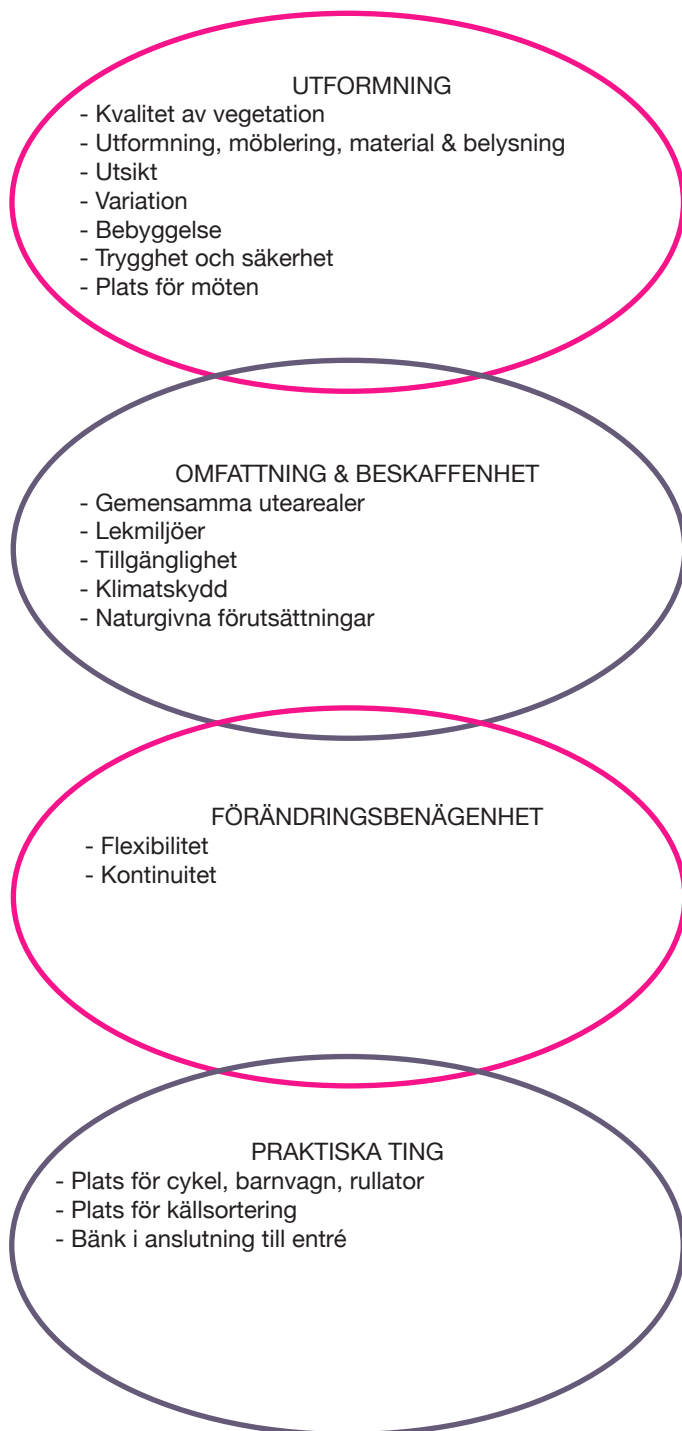 UTFORMNING
- Kvalitet av vegetation
- Utformning, möblering, material & belysning
- Utsikt
- Variation
- Bebyggelse
- Trygghet och säkerhet
- Plats för möten
OMFATTNING & BESKAFFENHET
- Gemensamma utearealer
- Lekmiljöer
- Tillgänglighet
- Klimatskydd
- Naturgivna förutsättningar
FÖRÄNDRINGSBENÄGENHET
- Flexibilitet
- Kontinuitet
PRAKTISKA TING
- Plats för cykel, barnvagn, rullator
- Plats för källsortering
- Bänk i anslutning till entré